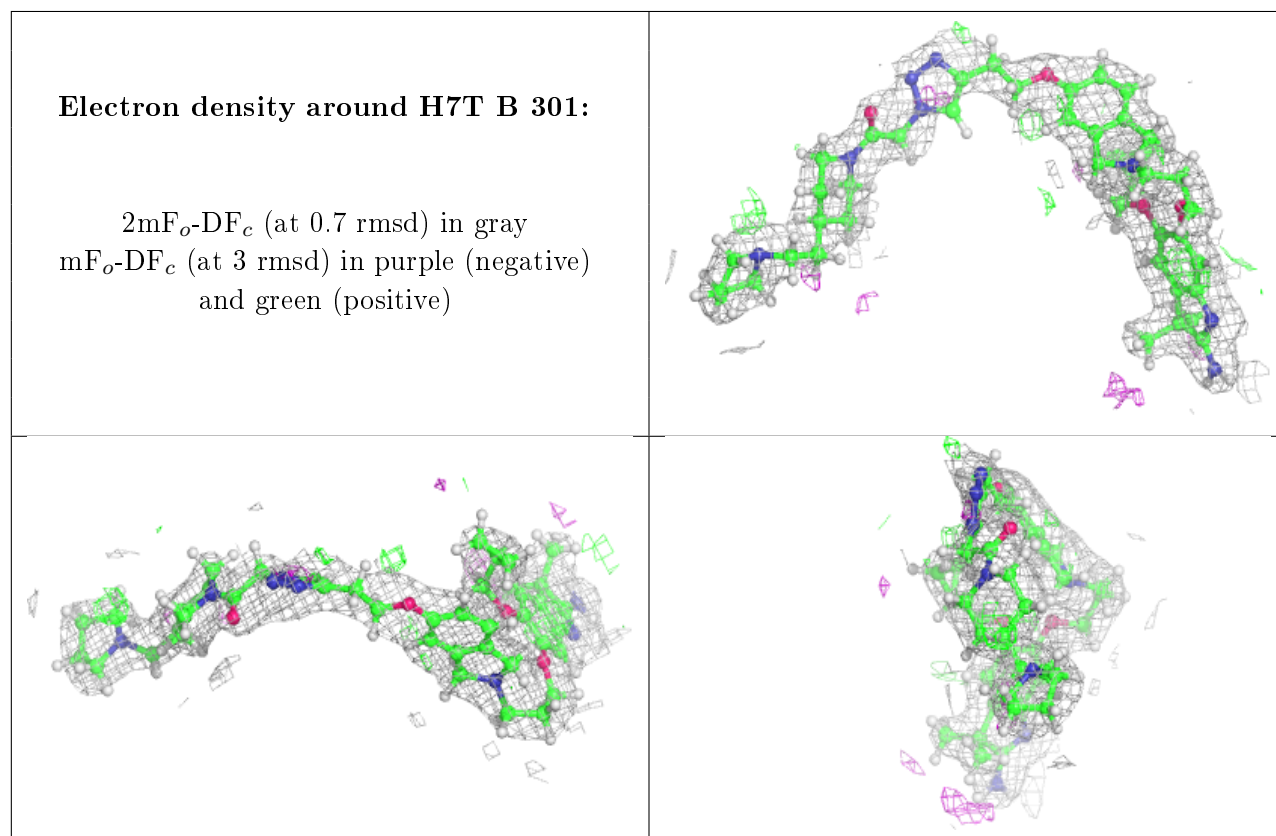 Electron density around H7T B 301:
2mFₒ-DF𝒸 (at 0.7 rmsd) in gray
mFₒ-DF𝒸 (at 3 rmsd) in purple (negative)
and green (positive)